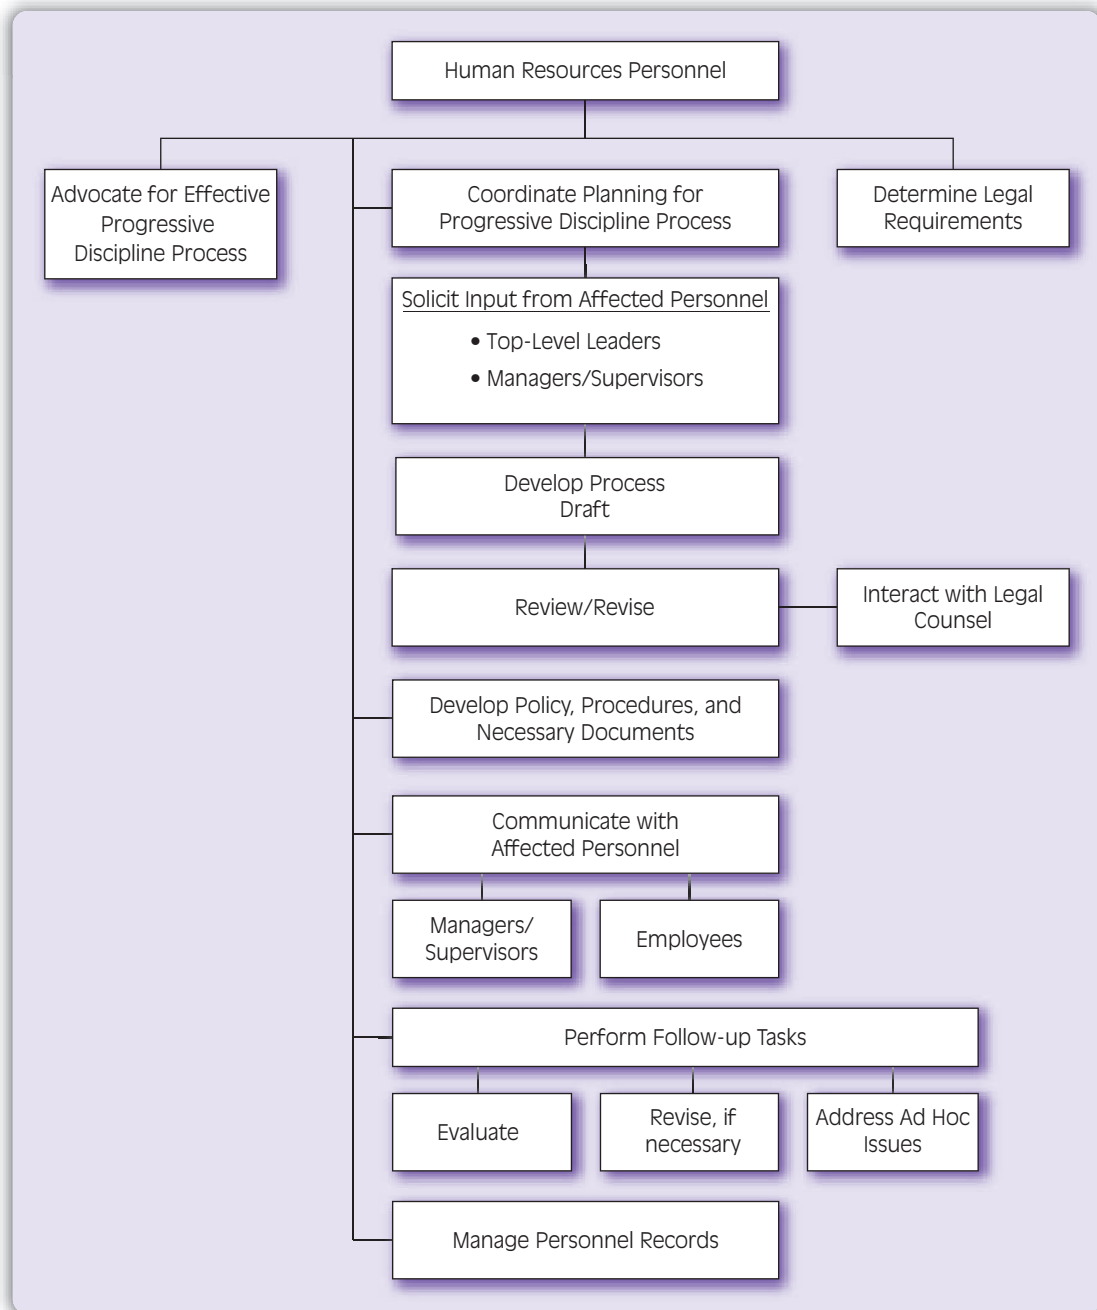 Human Resources Personnel
Advocate for Effective
Progressive
Discipline Process
Coordinate Planning for
Progressive Discipline Process
Determine Legal
Requirements
Solicit Input from Affected Personnel
• Top-Level Leaders
• Managers/Supervisors
Develop Process
Draft
Review/Revise
Interact with Legal
Counsel
Develop Policy, Procedures, and
Necessary Documents
Communicate with
Affected Personnel
Managers/
Supervisors
Employees
Perform Follow-up Tasks
Evaluate
Revise, if
necessary
Address Ad Hoc
Issues
Manage Personnel Records